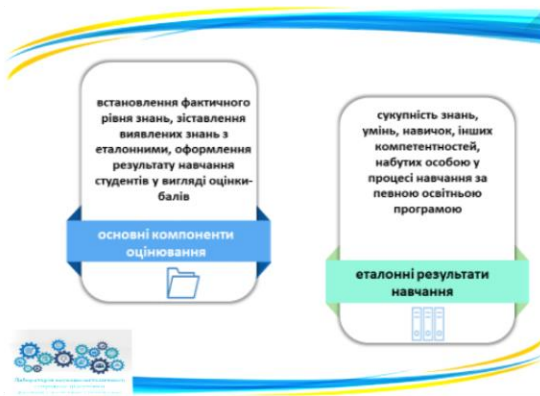 встановлення фактичного
рівня знань, зіставлення
виявлених знань з
еталонними, оформлення
результату навчання
студентів у вигляді оцінки-
балів
основні компоненти
оцінювання
сукупність знань,
умінь, навичок, інших
компетентностей,
набутих особою у
процесі навчання за
певною освітньою
програмою
еталонні результати
навчання